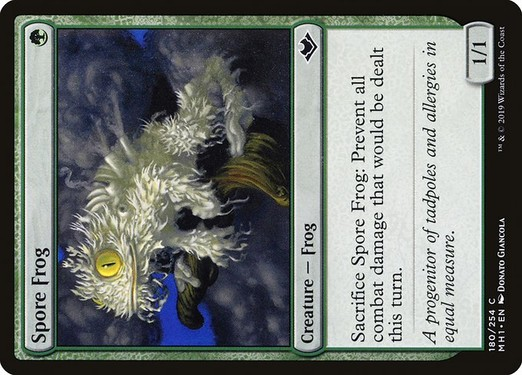 Spore Frog
Creature — Frog
Sacrifice Spore Frog: Prevent all
combat damage that would be dealt
this turn.
A progenitor of tadpoles and allergies in
equal measure.
1/1
180/254 C
MH1 • EN DONATO GIANCOLA
™ & © 2019 Wizards of the Coast